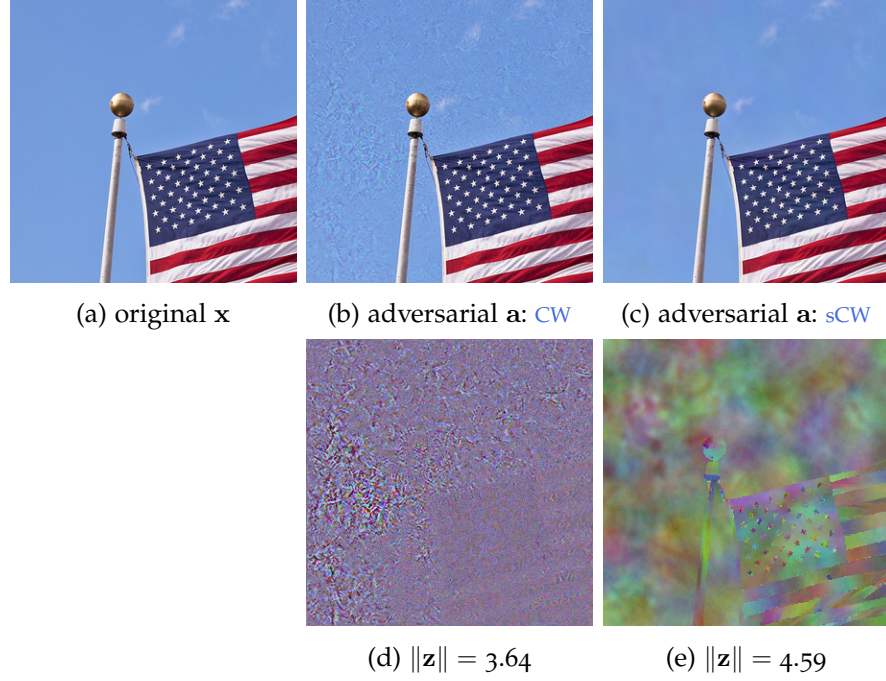 (a) original x
(b) adversarial a: CW
(c) adversarial a: sCW
(d) ‖z‖ = 3.64
(e) ‖z‖ = 4.59